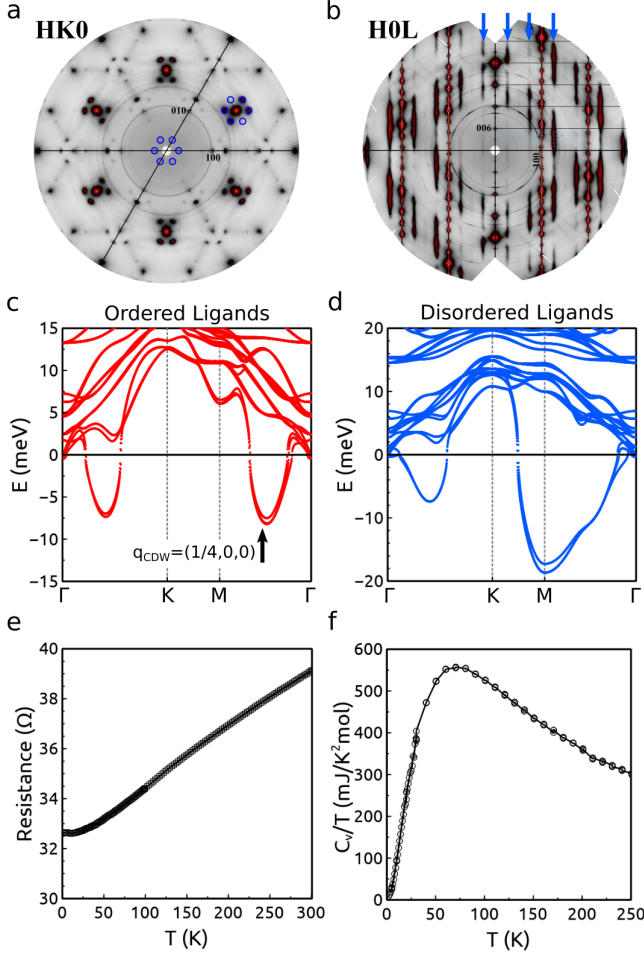 a
HK0
010
100
b
H0L
006
100
c
Ordered Ligands
E (meV)
15
10
5
0
−5
−10
−15
q_CDW=(1/4,0,0)
Γ
K
M
Γ
d
Disordered Ligands
E (meV)
20
10
0
−10
−20
Γ
K
M
Γ
e
Resistance (Ω)
40
38
36
34
32
30
0 50 100 150 200 250 300
T (K)
f
C_v/T (mJ/K²mol)
600
500
400
300
200
100
0
0 50 100 150 200 250
T (K)